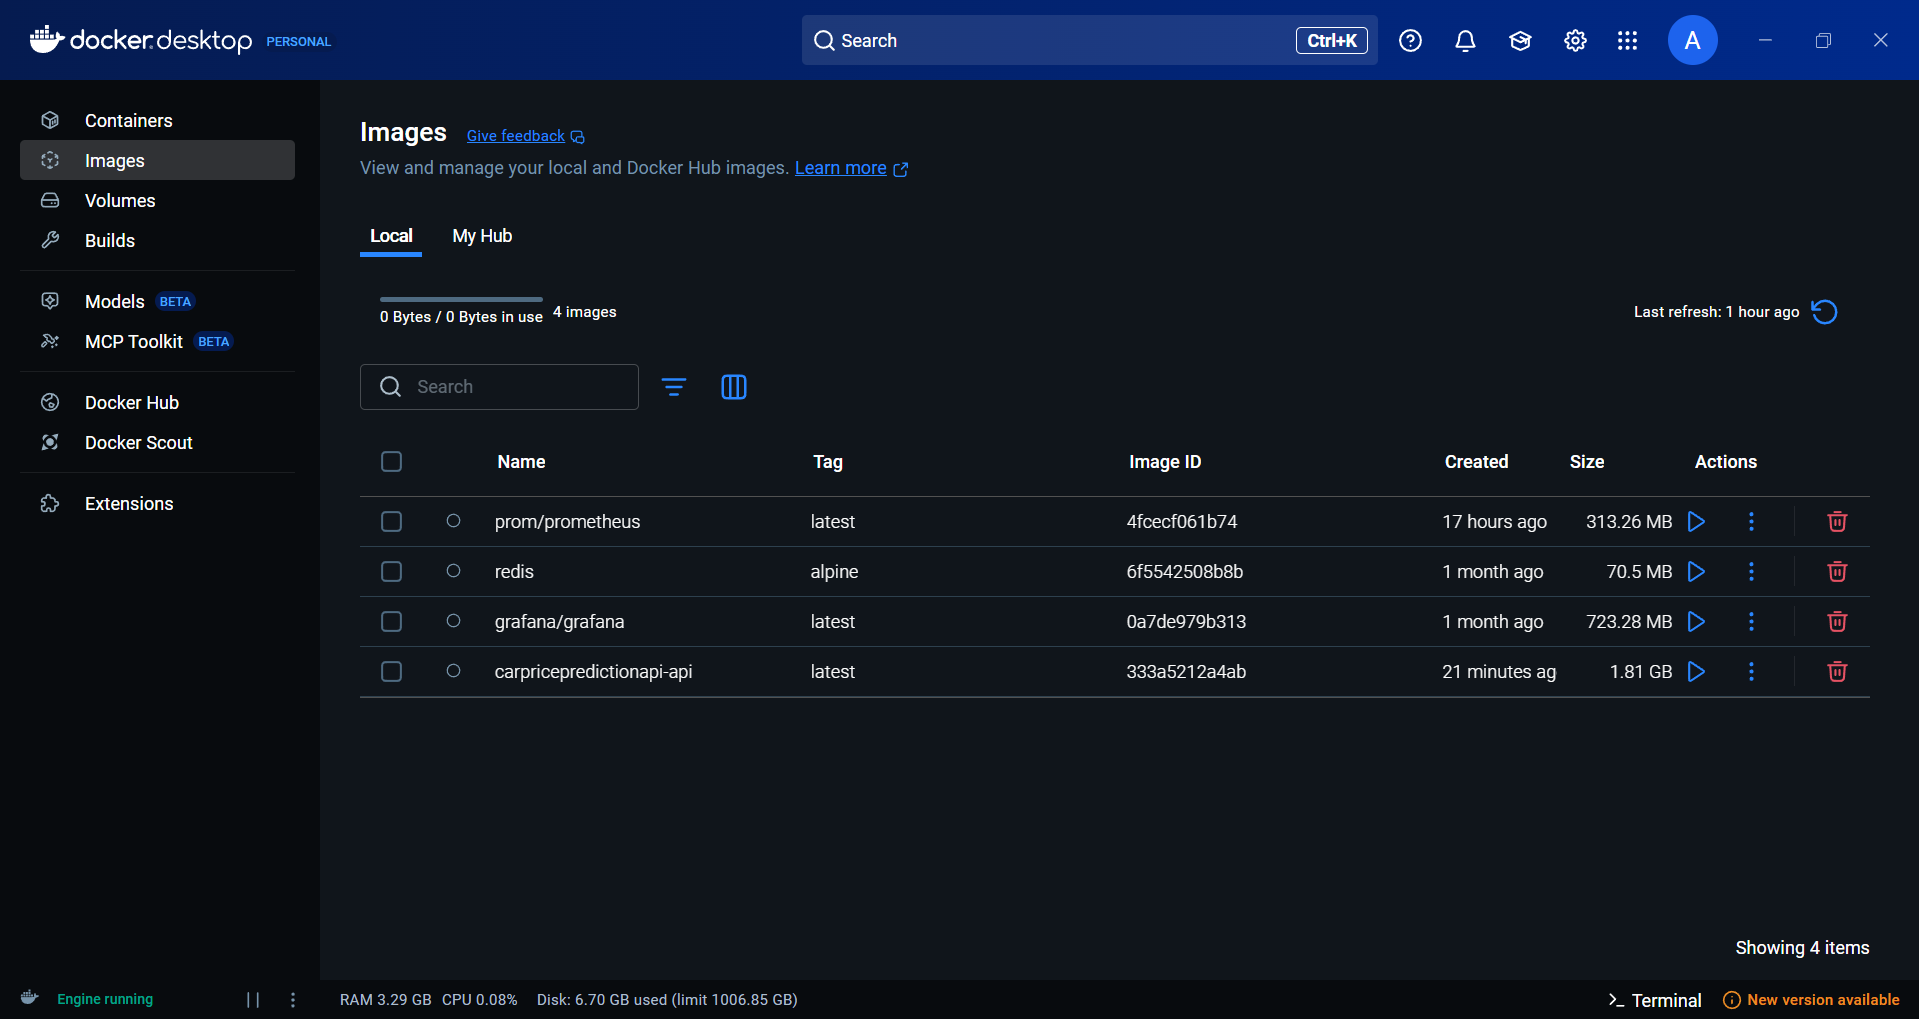 docker.desktop PERSONAL
Search
Ctrl+K
A
Containers
Images
Volumes
Builds
Models BETA
MCP Toolkit BETA
Docker Hub
Docker Scout
Extensions
Images Give feedback
View and manage your local and Docker Hub images. Learn more
Local My Hub
0 Bytes / 0 Bytes in use 4 images
Last refresh: 1 hour ago
Search
Name Tag Image ID Created Size Actions
prom/prometheus latest 4fcecf061b74 17 hours ago 313.26 MB
redis alpine 6f5542508b8b 1 month ago 70.5 MB
grafana/grafana latest 0a7de979b313 1 month ago 723.28 MB
carpricepredictionapi-api latest 333a5212a4ab 21 minutes ag 1.81 GB
Showing 4 items
Engine running
RAM 3.29 GB CPU 0.08% Disk: 6.70 GB used (limit 1006.85 GB)
>_ Terminal
New version available